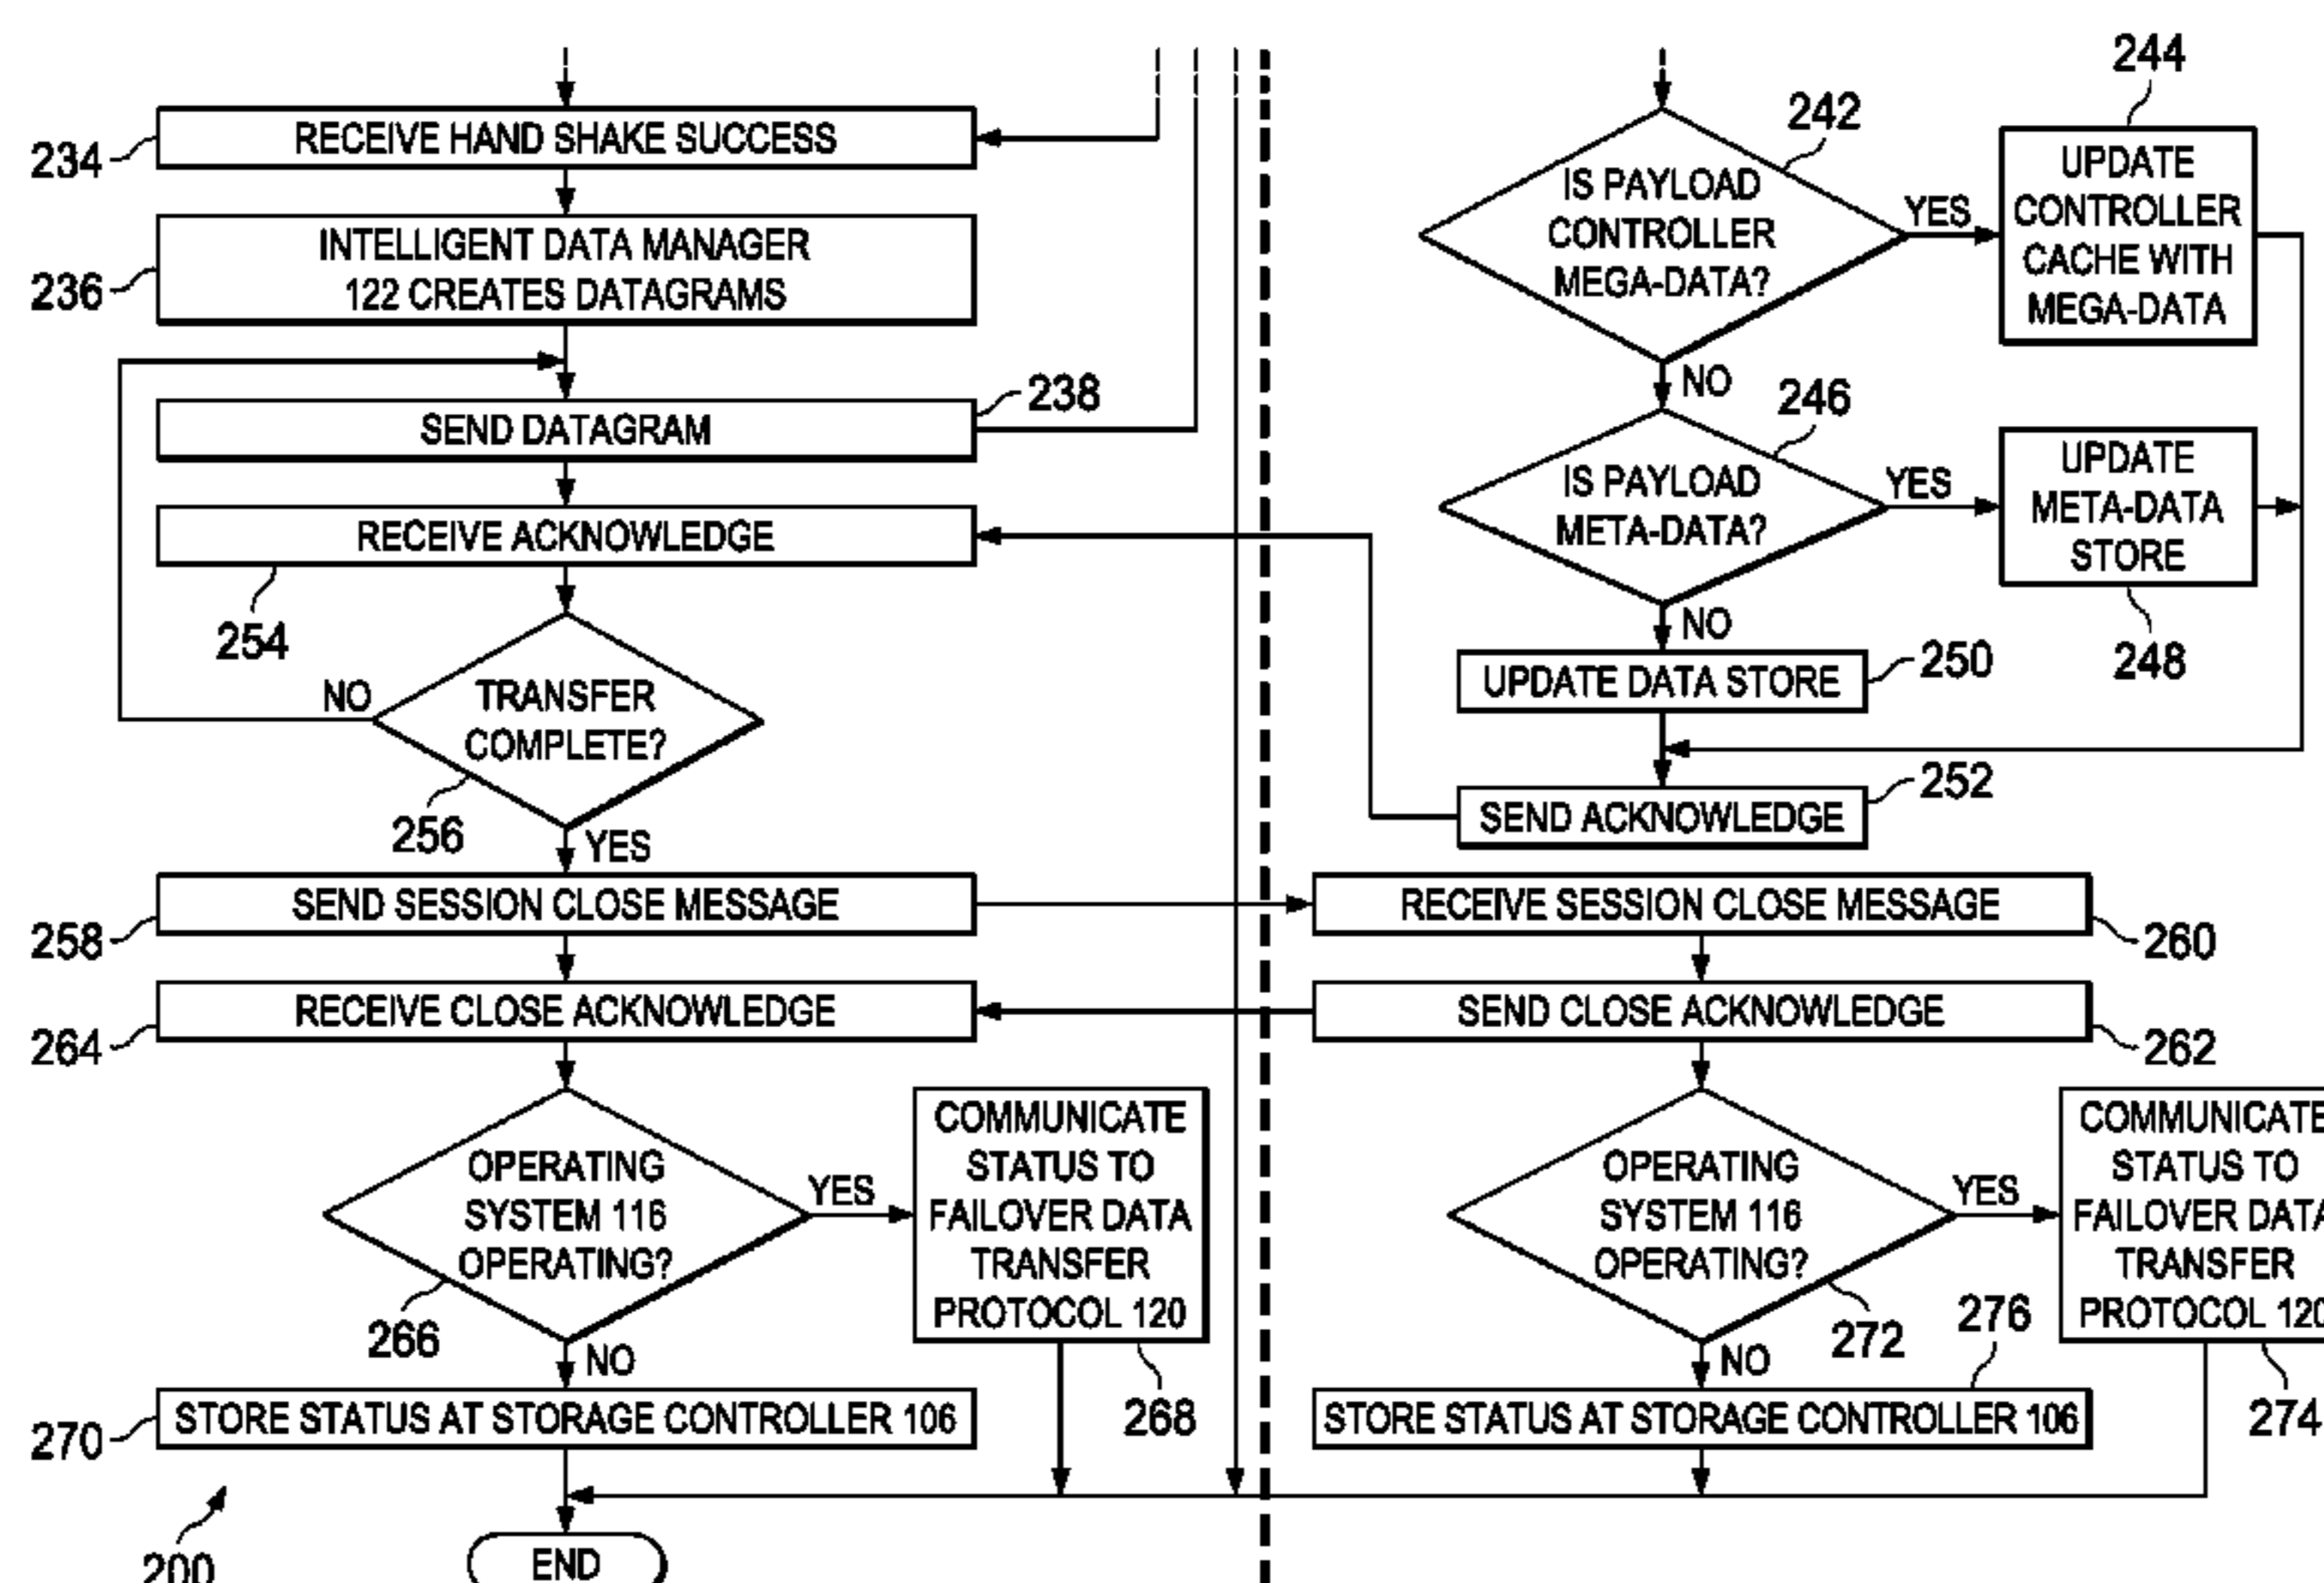 234
RECEIVE HAND SHAKE SUCCESS
236
INTELLIGENT DATA MANAGER
122 CREATES DATAGRAMS
SEND DATAGRAM
238
RECEIVE ACKNOWLEDGE
254
NO
TRANSFER
COMPLETE?
256
YES
258
SEND SESSION CLOSE MESSAGE
264
RECEIVE CLOSE ACKNOWLEDGE
OPERATING
SYSTEM 116
OPERATING?
266
YES
COMMUNICATE
STATUS TO
FAILOVER DATA
TRANSFER
PROTOCOL 120
268
NO
270
STORE STATUS AT STORAGE CONTROLLER 106
200
END
242
IS PAYLOAD
CONTROLLER
MEGA-DATA?
YES
244
UPDATE
CONTROLLER
CACHE WITH
MEGA-DATA
NO
246
IS PAYLOAD
META-DATA?
YES
UPDATE
META-DATA
STORE
248
NO
UPDATE DATA STORE
250
252
SEND ACKNOWLEDGE
RECEIVE SESSION CLOSE MESSAGE
260
SEND CLOSE ACKNOWLEDGE
262
OPERATING
SYSTEM 116
OPERATING?
272
YES
COMMUNICATE
STATUS TO
FAILOVER DATA
TRANSFER
PROTOCOL 120
274
NO
276
STORE STATUS AT STORAGE CONTROLLER 106